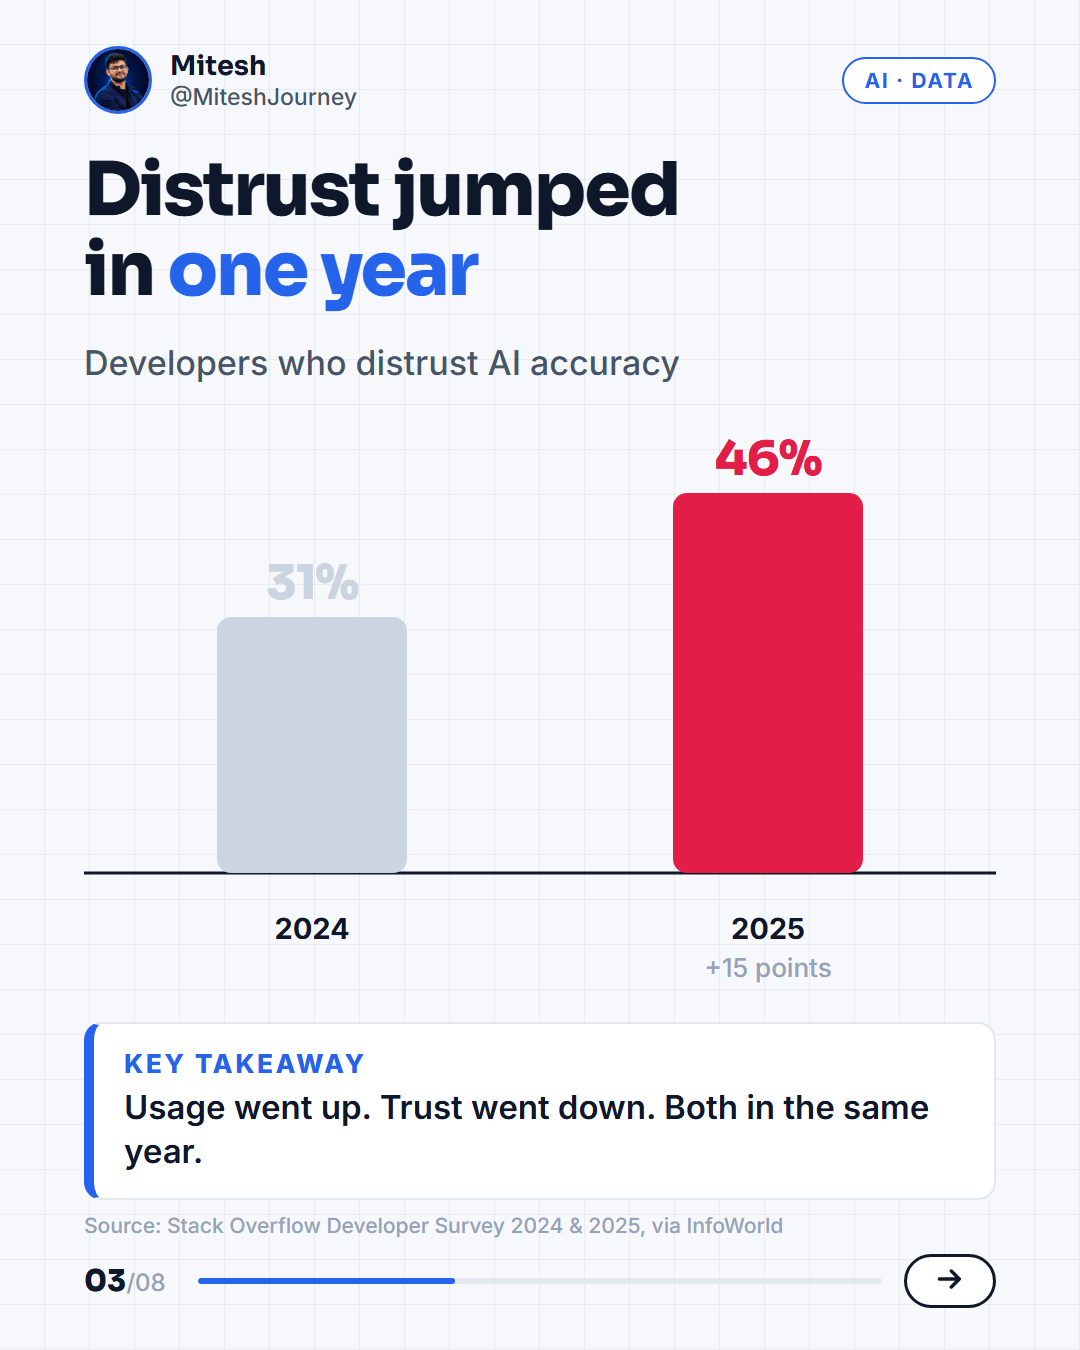 Mitesh
@MiteshJourney
AI · DATA
Distrust jumped
in one year
Developers who distrust AI accuracy
31%
46%
2024
2025
+15 points
KEY TAKEAWAY
Usage went up. Trust went down. Both in the same
year.
Source: Stack Overflow Developer Survey 2024 & 2025, via InfoWorld
03/08